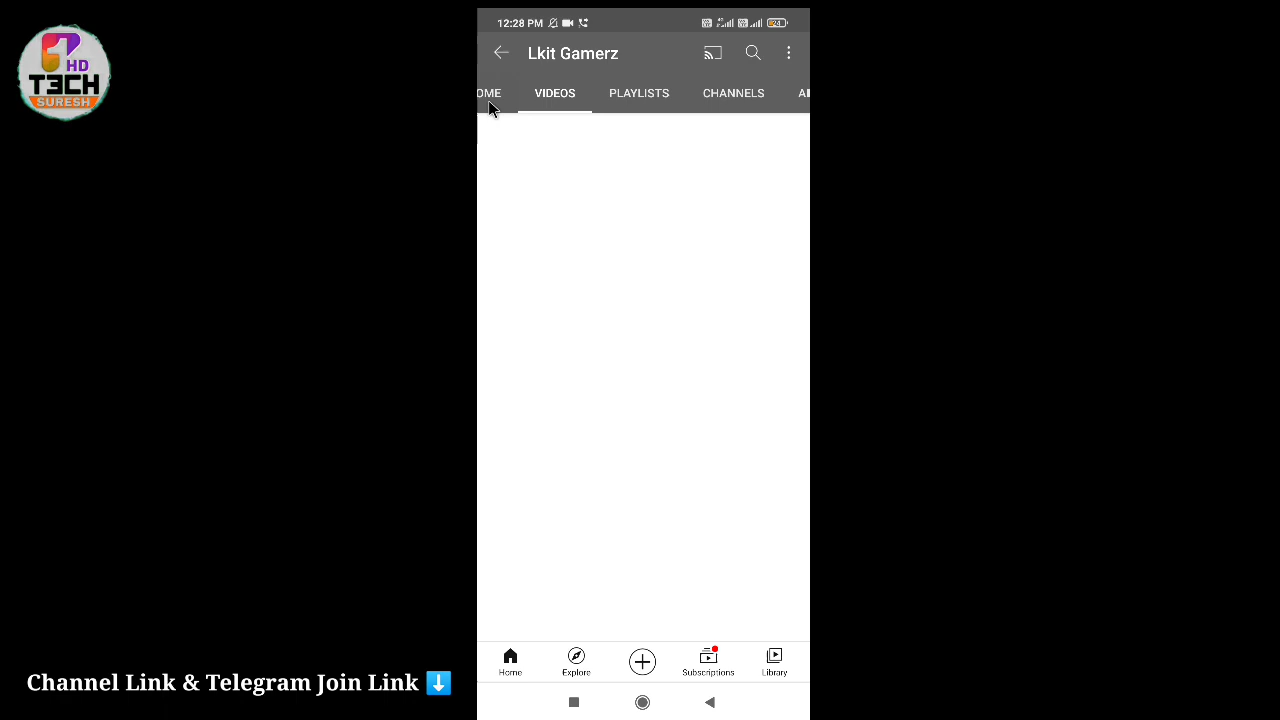 HD
T3CH
SURESH
12:28 PM
24
Lkit Gamerz
OME VIDEOS PLAYLISTS CHANNELS
Home Explore Subscriptions Library
Channel Link & Telegram Join Link ⬇️